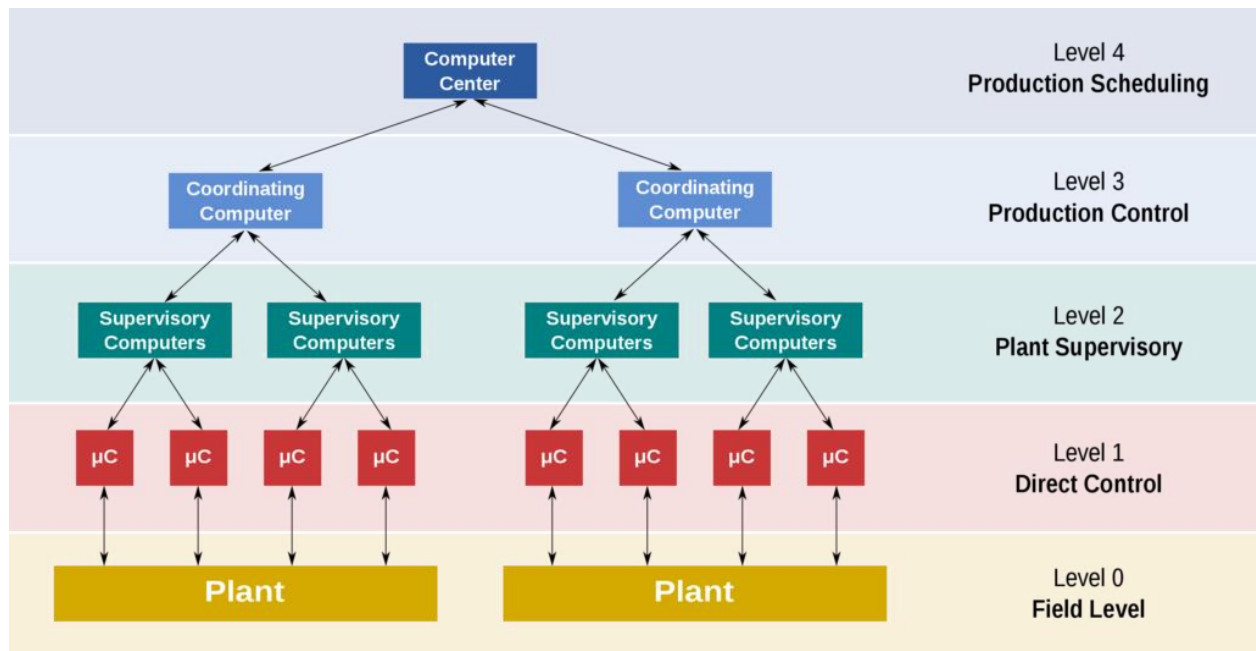 Computer
Center
Level 4
Production Scheduling
Coordinating
Computer
Coordinating
Computer
Level 3
Production Control
Supervisory
Computers
Supervisory
Computers
Supervisory
Computers
Supervisory
Computers
Level 2
Plant Supervisory
µC
µC
µC
µC
µC
µC
µC
µC
Level 1
Direct Control
Plant
Plant
Level 0
Field Level